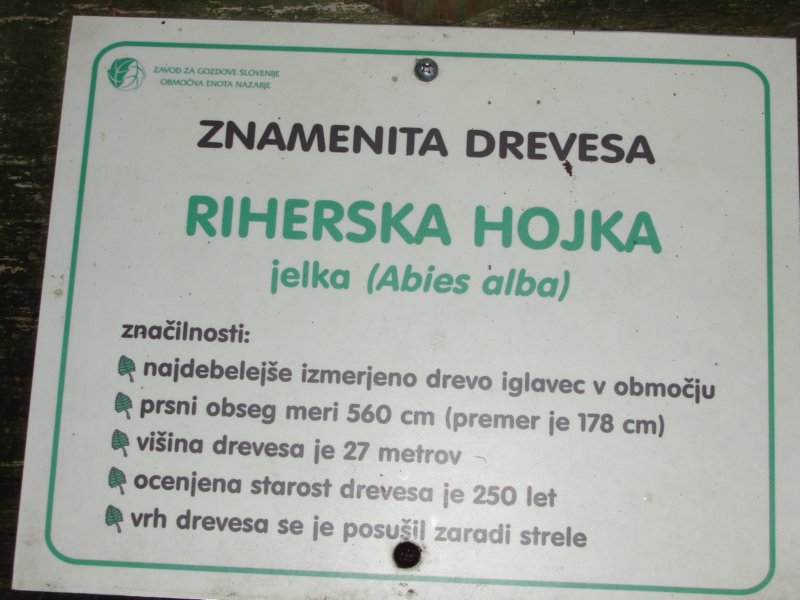 ZAVOD ZA GOZDOVE SLOVENIJE
OBMOČNA ENOTA NAZARJE
ZNAMENITA DREVESA
RIHERSKA HOJKA
jelka (Abies alba)
značilnosti:
najdebelejše izmerjeno drevo iglavec v območju
prsni obseg meri 560 cm (premer je 178 cm)
višina drevesa je 27 metrov
ocenjena starost drevesa je 250 let
vrh drevesa se je posušil zaradi strele